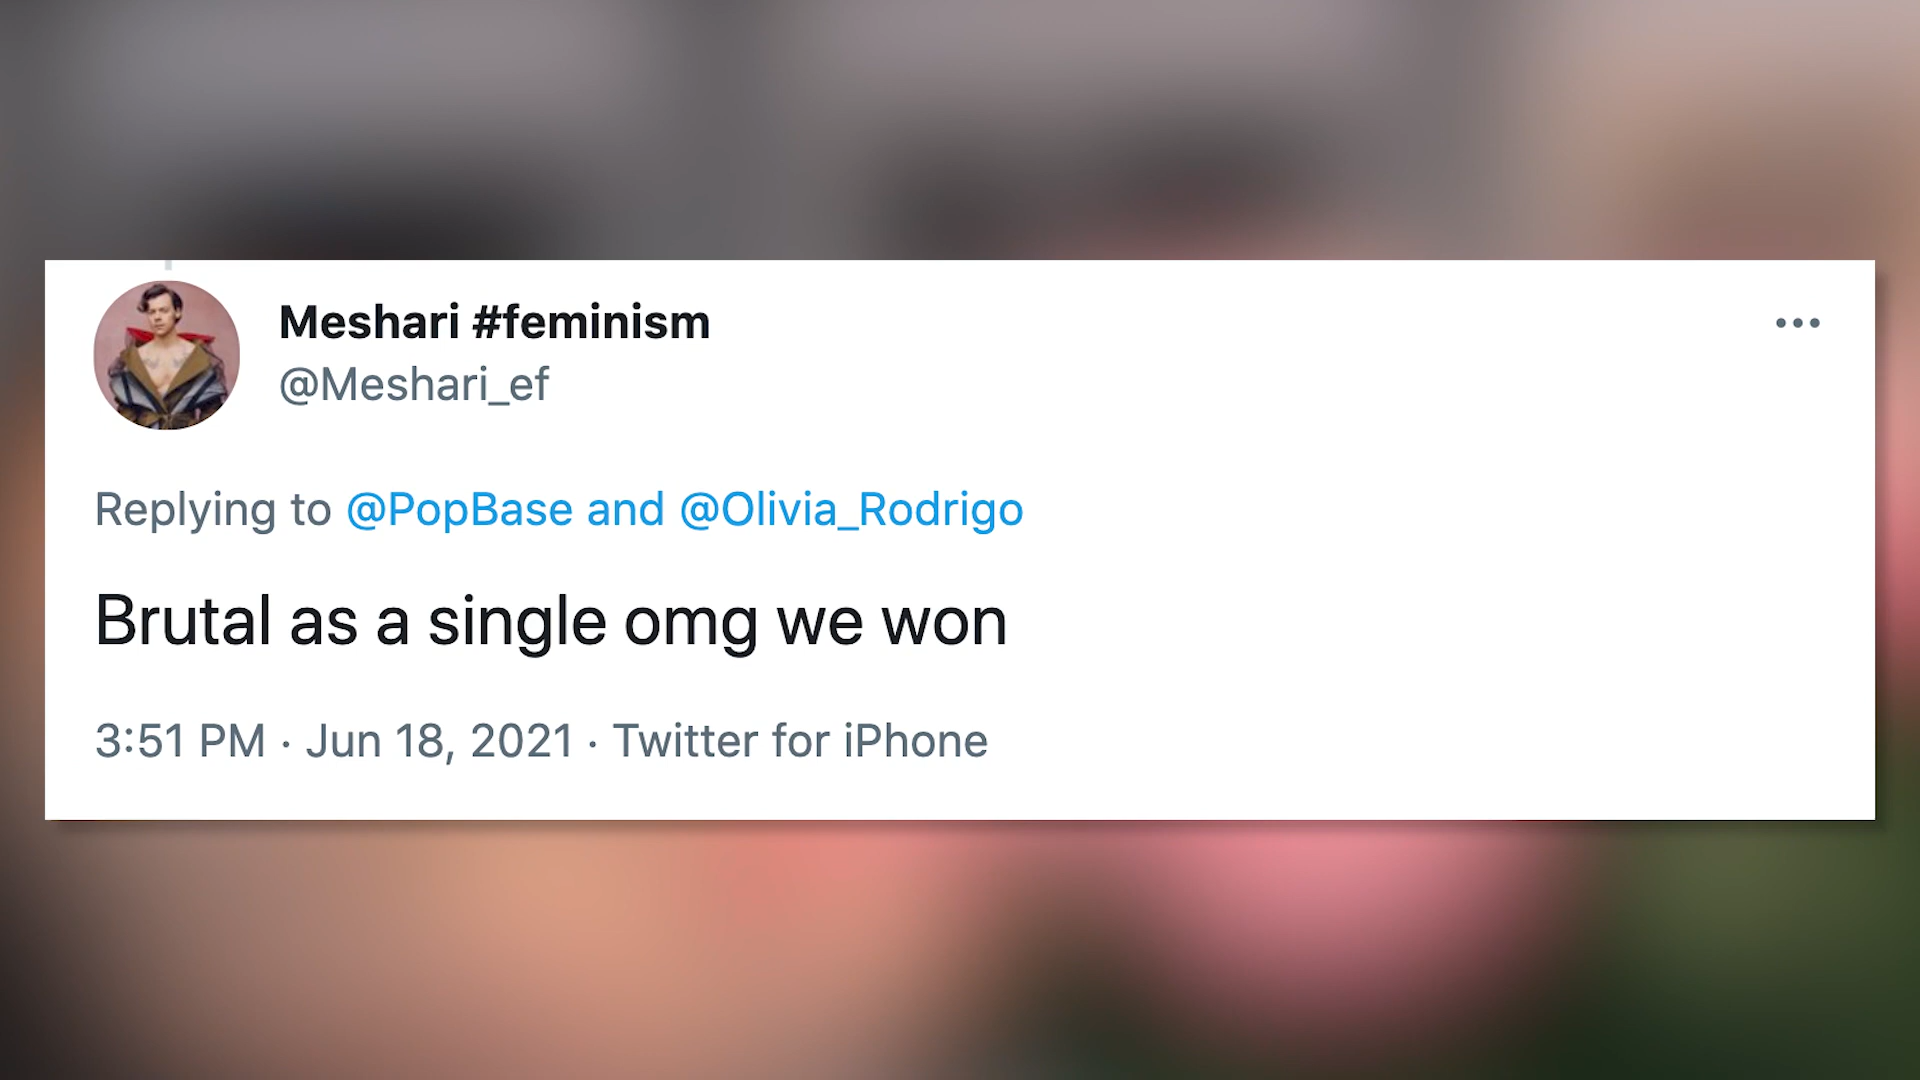 Meshari #feminism
@Meshari_ef
Replying to @PopBase and @Olivia_Rodrigo
Brutal as a single omg we won
3:51 PM · Jun 18, 2021 · Twitter for iPhone